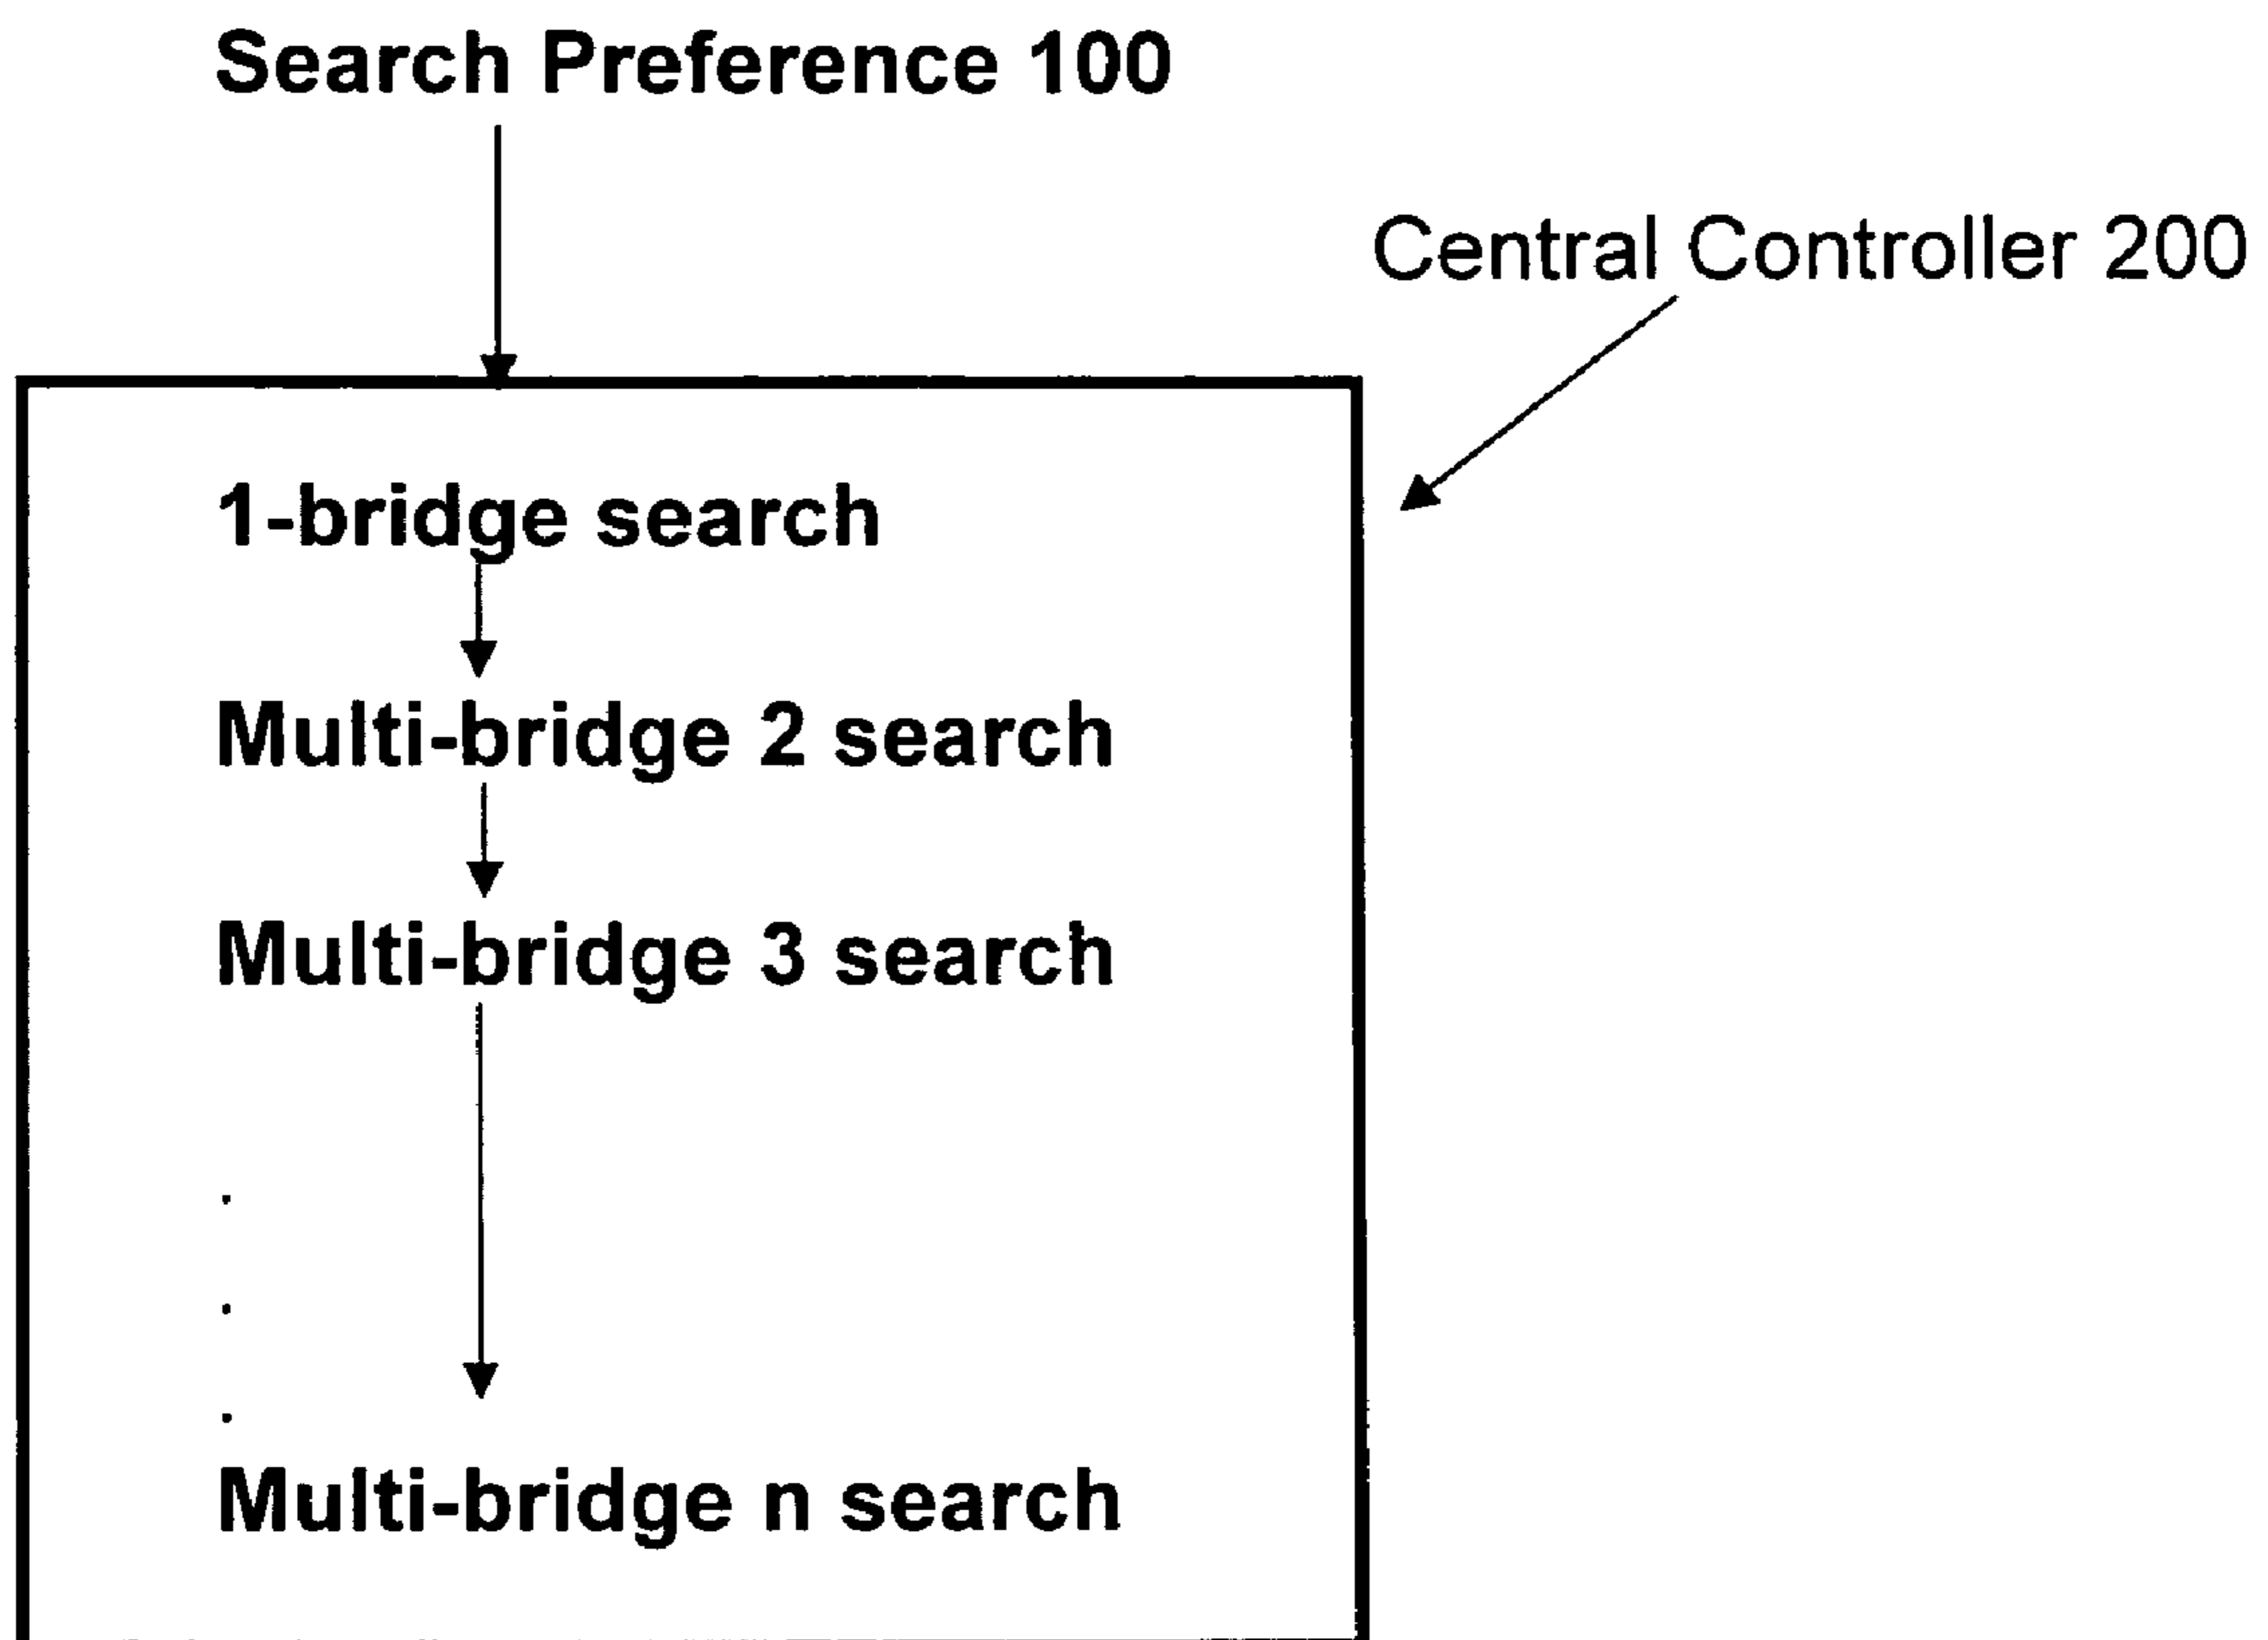 Search Preference 100
Central Controller 200
1-bridge search
Multi-bridge 2 search
Multi-bridge 3 search
.
.
.
Multi-bridge n search